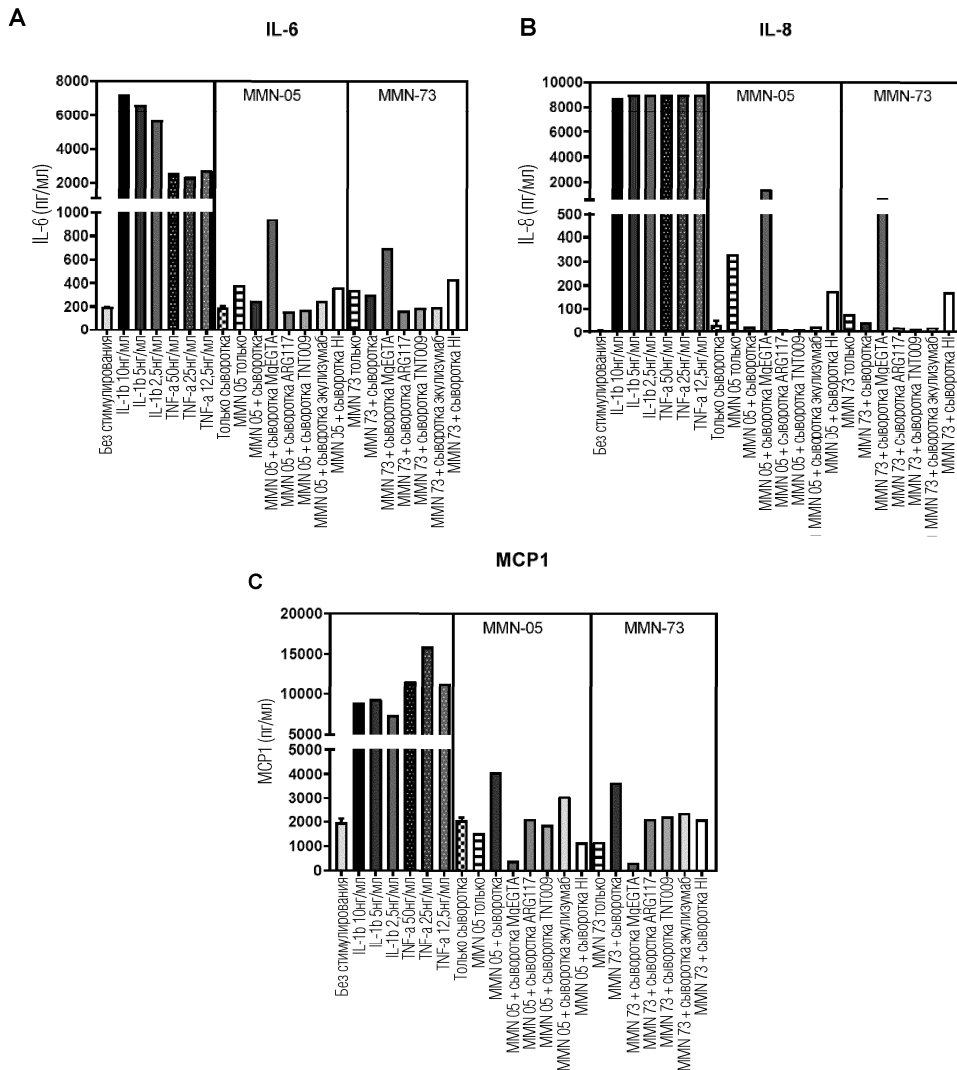 A
IL-6
IL-6 (пг/мл)
8000
6000
4000
2000
1000
800
600
400
200
0
MMN-05
MMN-73
Без стимулирования
IL-1b 10нг/мл
IL-1b 5нг/мл
IL-1b 2,5нг/мл
TNF-a 50нг/мл
TNF-a 25нг/мл
TNF-a 12,5нг/мл
Только сыворотка
MMN 05 только
MMN 05 + сыворотка
MMN 05 + сыворотка MgEGTA
MMN 05 + сыворотка ARG117
MMN 05 + сыворотка TNT009
MMN 05 + сыворотка экулизумаб
MMN 05 + сыворотка HI
MMN 73 только
MMN 73 + сыворотка
MMN 73 + сыворотка MgEGTA
MMN 73 + сыворотка ARG117
MMN 73 + сыворотка TNT009
MMN 73 + сыворотка экулизумаб
MMN 73 + сыворотка HI
B
IL-8
IL-8 (пг/мл)
10000
8000
6000
4000
2000
500
400
300
200
100
0
MMN-05
MMN-73
Без стимулирования
IL-1b 10нг/мл
IL-1b 5нг/мл
IL-1b 2,5нг/мл
TNF-a 50нг/мл
TNF-a 25нг/мл
TNF-a 12,5нг/мл
Только сыворотка
MMN 05 только
MMN 05 + сыворотка
MMN 05 + сыворотка MgEGTA
MMN 05 + сыворотка ARG117
MMN 05 + сыворотка TNT009
MMN 05 + сыворотка экулизумаб
MMN 05 + сыворотка HI
MMN 73 только
MMN 73 + сыворотка
MMN 73 + сыворотка MgEGTA
MMN 73 + сыворотка ARG117
MMN 73 + сыворотка TNT009
MMN 73 + сыворотка экулизумаб
MMN 73 + сыворотка HI
C
MCP1
MCP1 (пг/мл)
20000
15000
10000
5000
5000
4000
3000
2000
1000
0
MMN-05
MMN-73
Без стимулирования
IL-1b 10нг/мл
IL-1b 5нг/мл
IL-1b 2,5нг/мл
TNF-a 50нг/мл
TNF-a 25нг/мл
TNF-a 12,5нг/мл
Только сыворотка
MMN 05 только
MMN 05 + сыворотка
MMN 05 + сыворотка MgEGTA
MMN 05 + сыворотка ARG117
MMN 05 + сыворотка TNT009
MMN 05 + сыворотка экулизумаб
MMN 05 + сыворотка HI
MMN 73 только
MMN 73 + сыворотка
MMN 73 + сыворотка MgEGTA
MMN 73 + сыворотка ARG117
MMN 73 + сыворотка TNT009
MMN 73 + сыворотка экулизумаб
MMN 73 + сыворотка HI